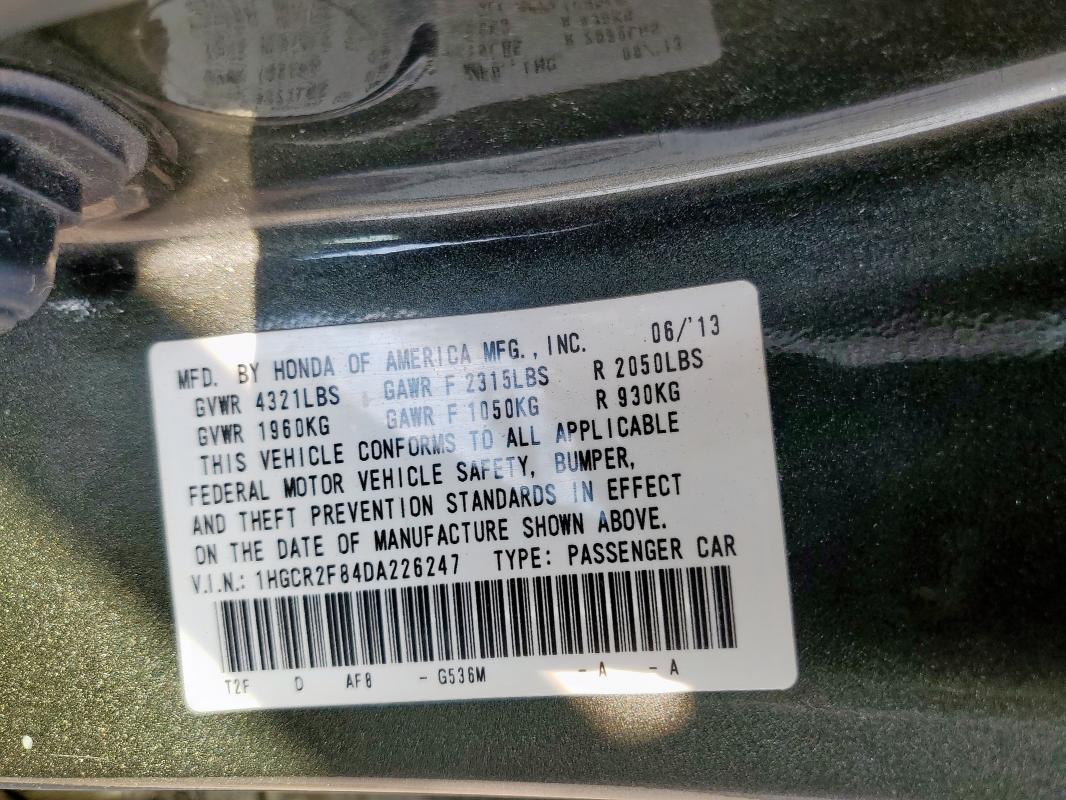 MFD. BY HONDA OF AMERICA MFG., INC. 06/'13
GVWR 4321LBS GAWR F 2315LBS R 2050LBS
GVWR 1960KG GAWR F 1050KG R 930KG
THIS VEHICLE CONFORMS TO ALL APPLICABLE
FEDERAL MOTOR VEHICLE SAFETY, BUMPER,
AND THEFT PREVENTION STANDARDS IN EFFECT
ON THE DATE OF MANUFACTURE SHOWN ABOVE.
V.I.N.: 1HGCR2F84DA226247 TYPE: PASSENGER CAR
T2F D AF8 - G536M - A - A